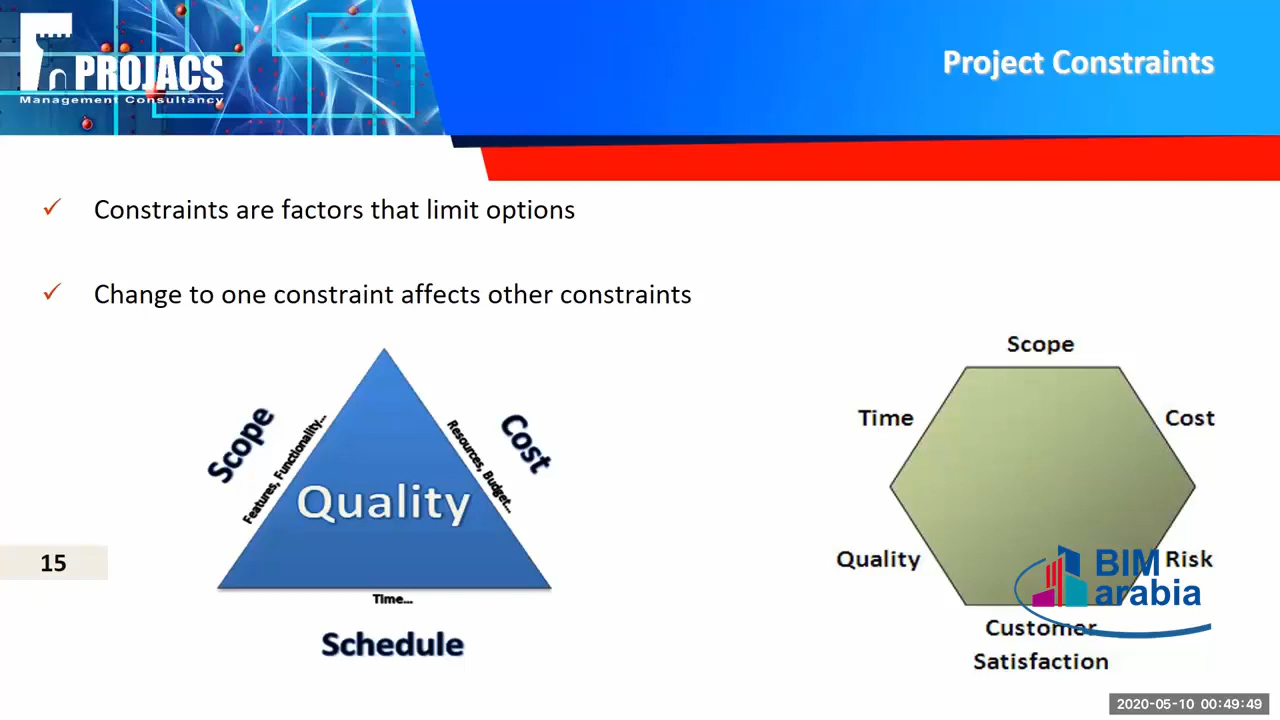 PROJACS
Management Consultancy
Project Constraints
✓ Constraints are factors that limit options
✓ Change to one constraint affects other constraints
Scope
Features, Functionality...
Cost
Resources, Budget...
Quality
Time...
Schedule
Scope
Time
Cost
Quality
Risk
Customer
Satisfaction
BIM
arabia
15
2020-05-10 00:49:49